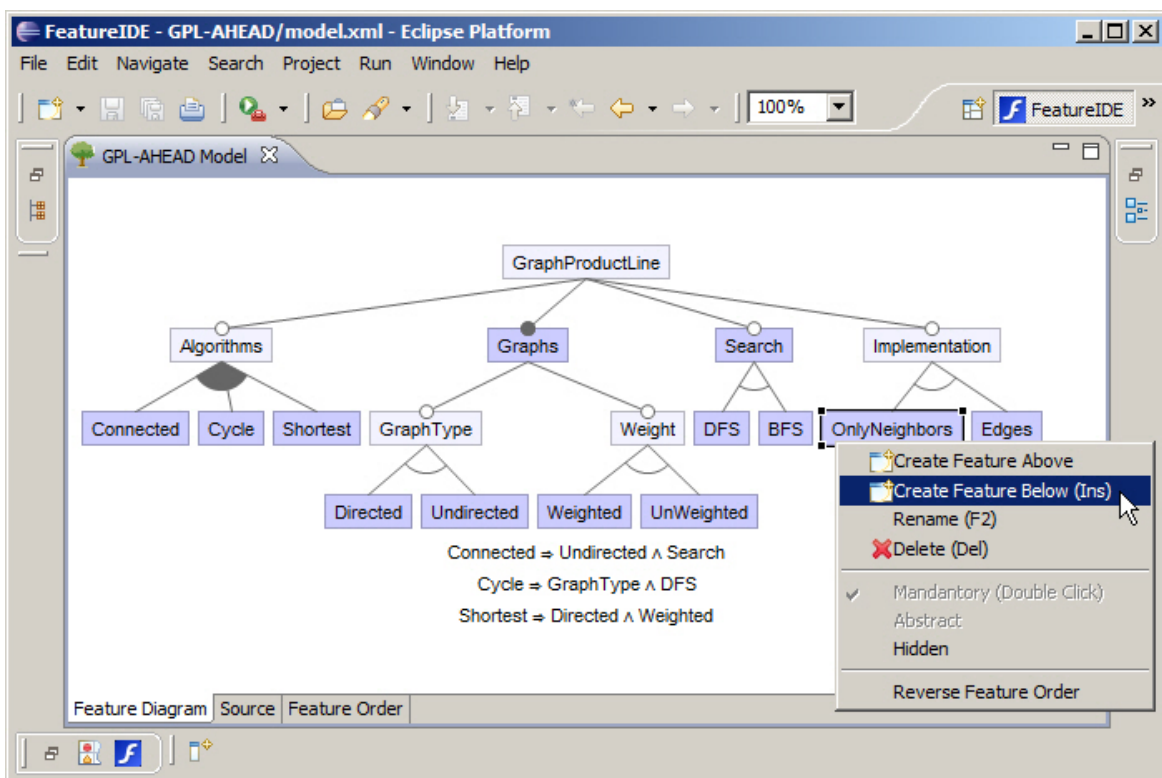 FeatureIDE - GPL-AHEAD/model.xml - Eclipse Platform
File Edit Navigate Search Project Run Window Help
100%
FeatureIDE
GPL-AHEAD Model
GraphProductLine
Algorithms Graphs Search Implementation
Connected Cycle Shortest GraphType Weight DFS BFS OnlyNeighbors Edges
Create Feature Above
Create Feature Below (Ins)
Directed Undirected Weighted UnWeighted
Rename (F2)
Connected ⇒ Undirected ∧ Search
Delete (Del)
Cycle ⇒ GraphType ∧ DFS
Mandantory (Double Click)
Shortest ⇒ Directed ∧ Weighted
Abstract
Hidden
Reverse Feature Order
Feature Diagram Source Feature Order